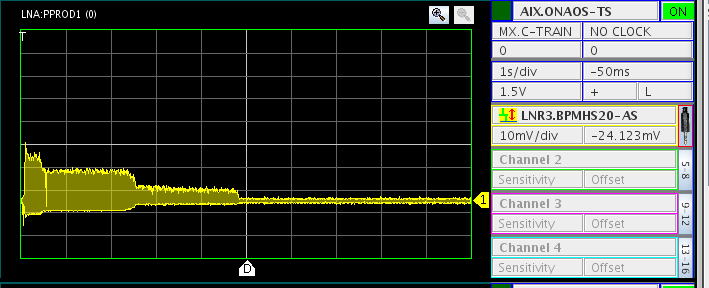 LNA:PPROD1 (0)
T
1
D
AIX.ONAOS-TS ON
MX.C-TRAIN NO CLOCK
0 0
1s/div -50ms
1.5V + L
LNR3.BPMHS20-AS
10mV/div -24.123mV
Channel 2
Sensitivity Offset
5-8
Channel 3
Sensitivity Offset
9-12
Channel 4
Sensitivity Offset
13-16